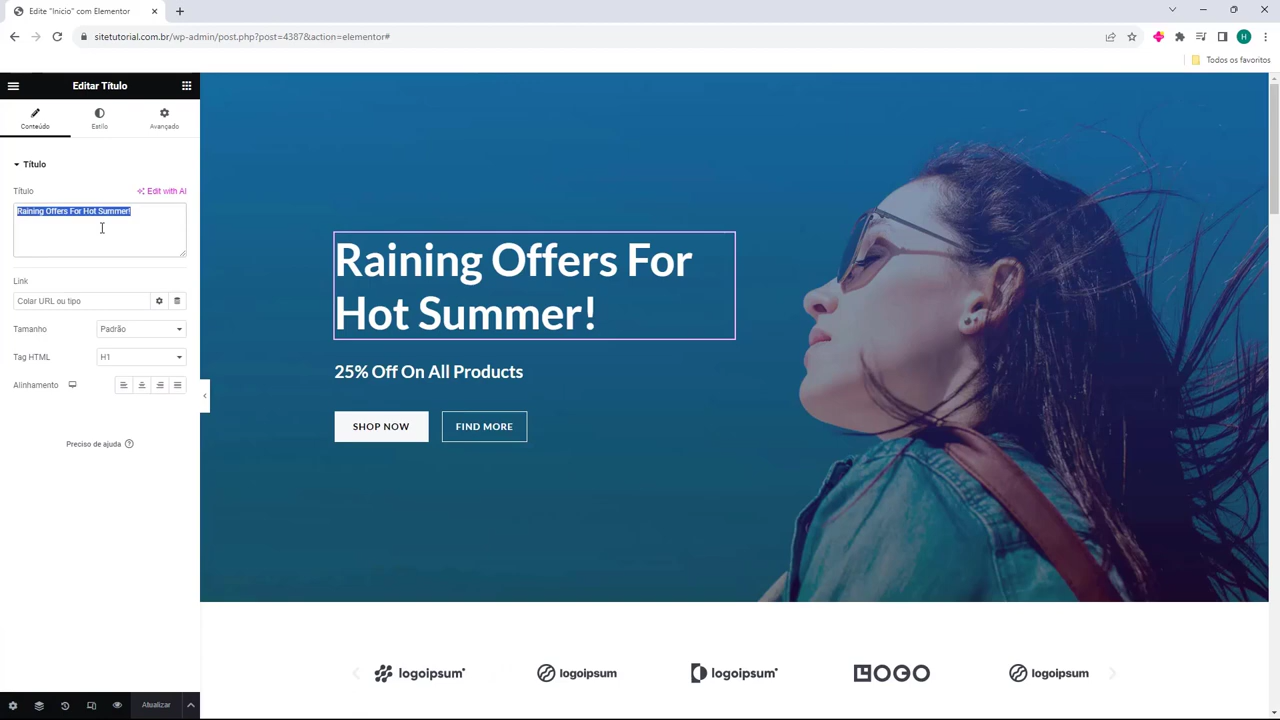 Edite "Inicio" com Elementor
sitetutorial.com.br/wp-admin/post.php?post=4387&action=elementor#
H
Todos os favoritos
Editar Título
Conteúdo
Estilo
Avançado
Título
Título
Edit with AI
Raining Offers For Hot Summer!
Link
Colar URL ou tipo
Tamanho
Padrão
Tag HTML
H1
Alinhamento
Preciso de ajuda
Atualizar
Raining Offers For
Hot Summer!
25% Off On All Products
SHOP NOW
FIND MORE
logoipsum
logoipsum
logoipsum
LOGO
logoipsum